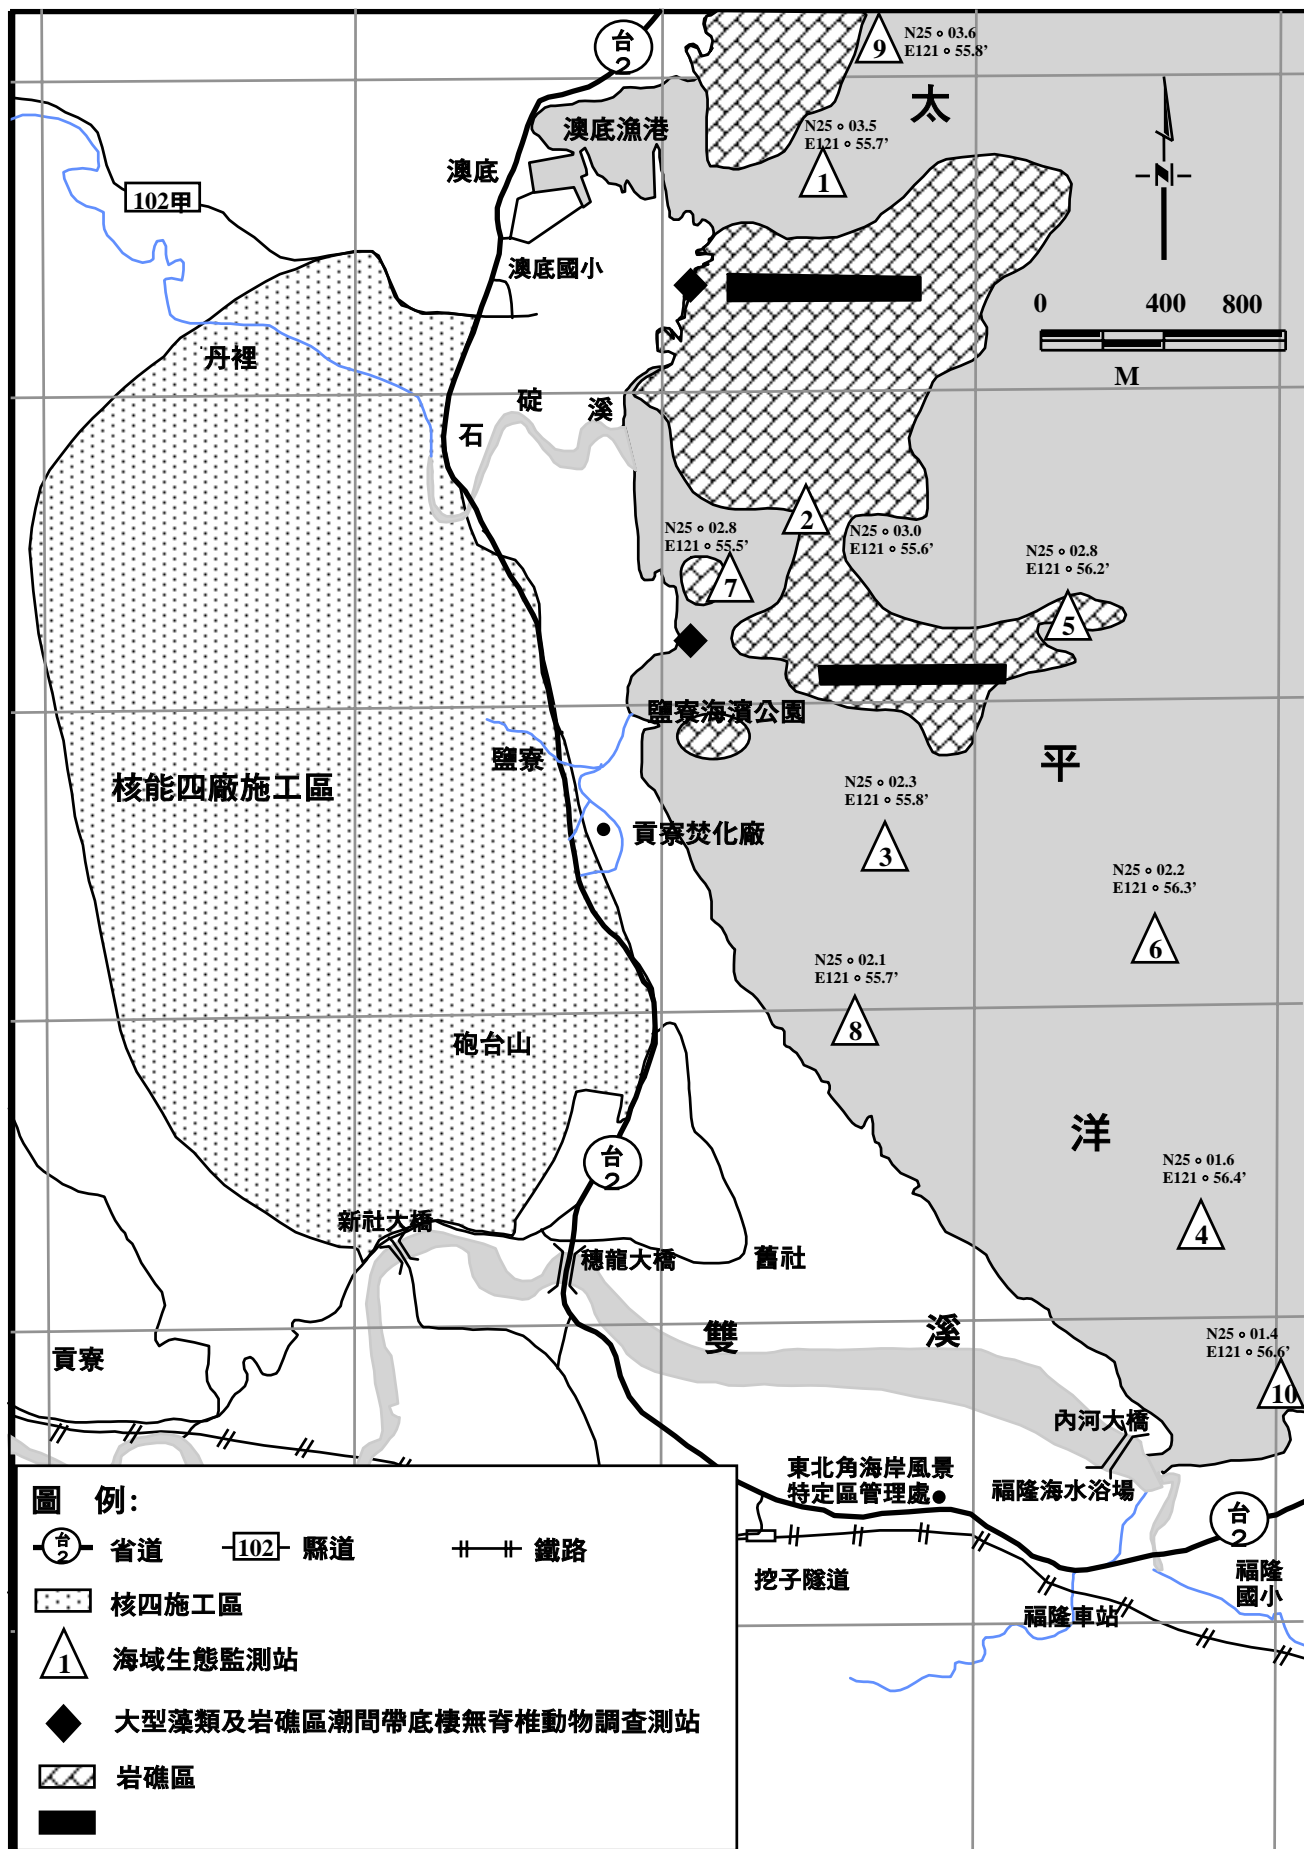 台
2
N25∘03.6
E121∘55.8’
9
太
澳底漁港
N25∘03.5
E121∘55.7’
1
澳底
N
102甲
澳底國小
0 400 800
M
丹裡
石 碇 溪
2
N25∘02.8
E121∘55.5’
N25∘03.0
E121∘55.6’
7
N25∘02.8
E121∘56.2’
5
鹽寮海濱公園
鹽寮
平
核能四廠施工區
N25∘02.3
E121∘55.8’
貢寮焚化廠
3
N25∘02.2
E121∘56.3’
6
N25∘02.1
E121∘55.7’
8
砲台山
洋
台
2
N25∘01.6
E121∘56.4’
4
新社大橋
穗龍大橋
舊社
雙 溪
貢寮
N25∘01.4
E121∘56.6’
10
內河大橋
東北角海岸風景
特定區管理處
福隆海水浴場
台
2
挖子隧道
福隆
國小
福隆車站
圖 例:
台
2
省道
102
縣道
鐵路
核四施工區
1
海域生態監測站
大型藻類及岩礁區潮間帶底棲無脊椎動物調查測站
岩礁區